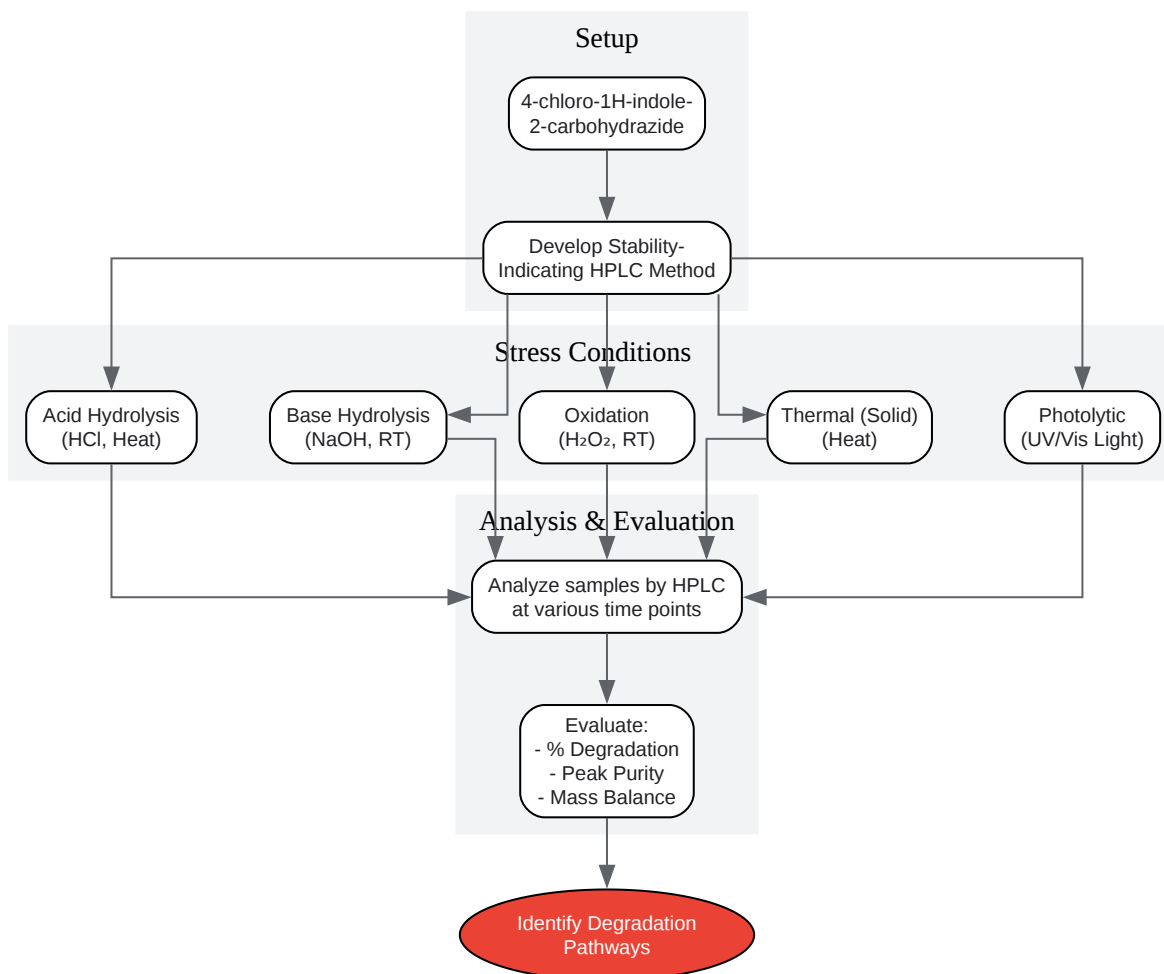 Setup
4-chloro-1H-indole-
2-carbohydrazide
Develop Stability-
Indicating HPLC Method
Stress Conditions
Acid Hydrolysis
(HCl, Heat)
Base Hydrolysis
(NaOH, RT)
Oxidation
(H₂O₂, RT)
Thermal (Solid)
(Heat)
Photolytic
(UV/Vis Light)
Analysis & Evaluation
Analyze samples by HPLC
at various time points
Evaluate:
- % Degradation
- Peak Purity
- Mass Balance
Identify Degradation
Pathways